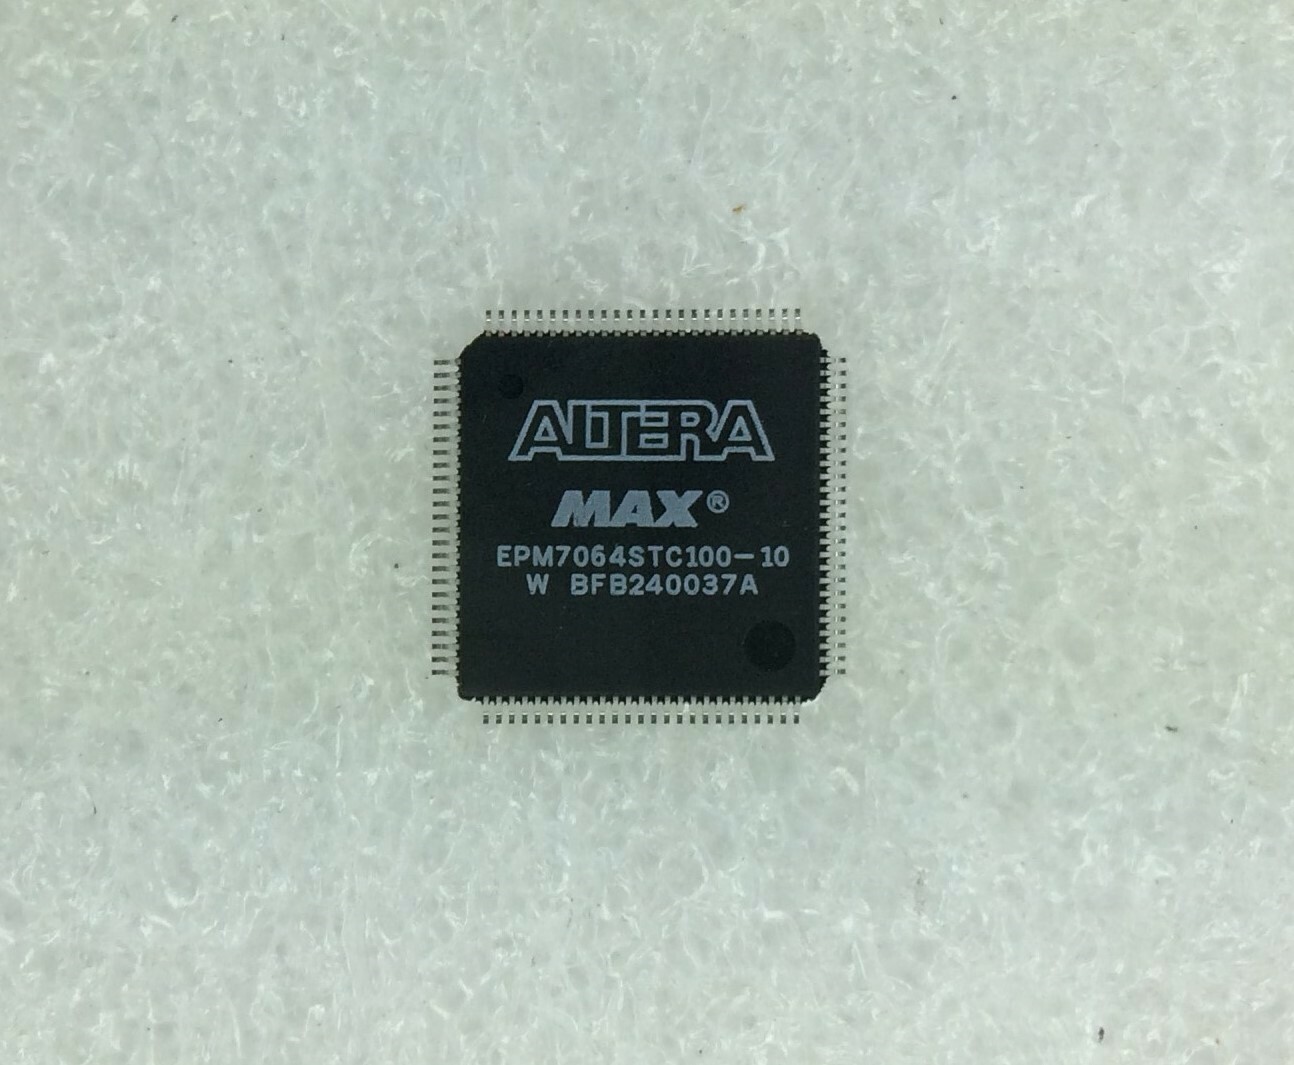 ALTERA
MAX®
EPM7064STC100-10
W BFB240037A